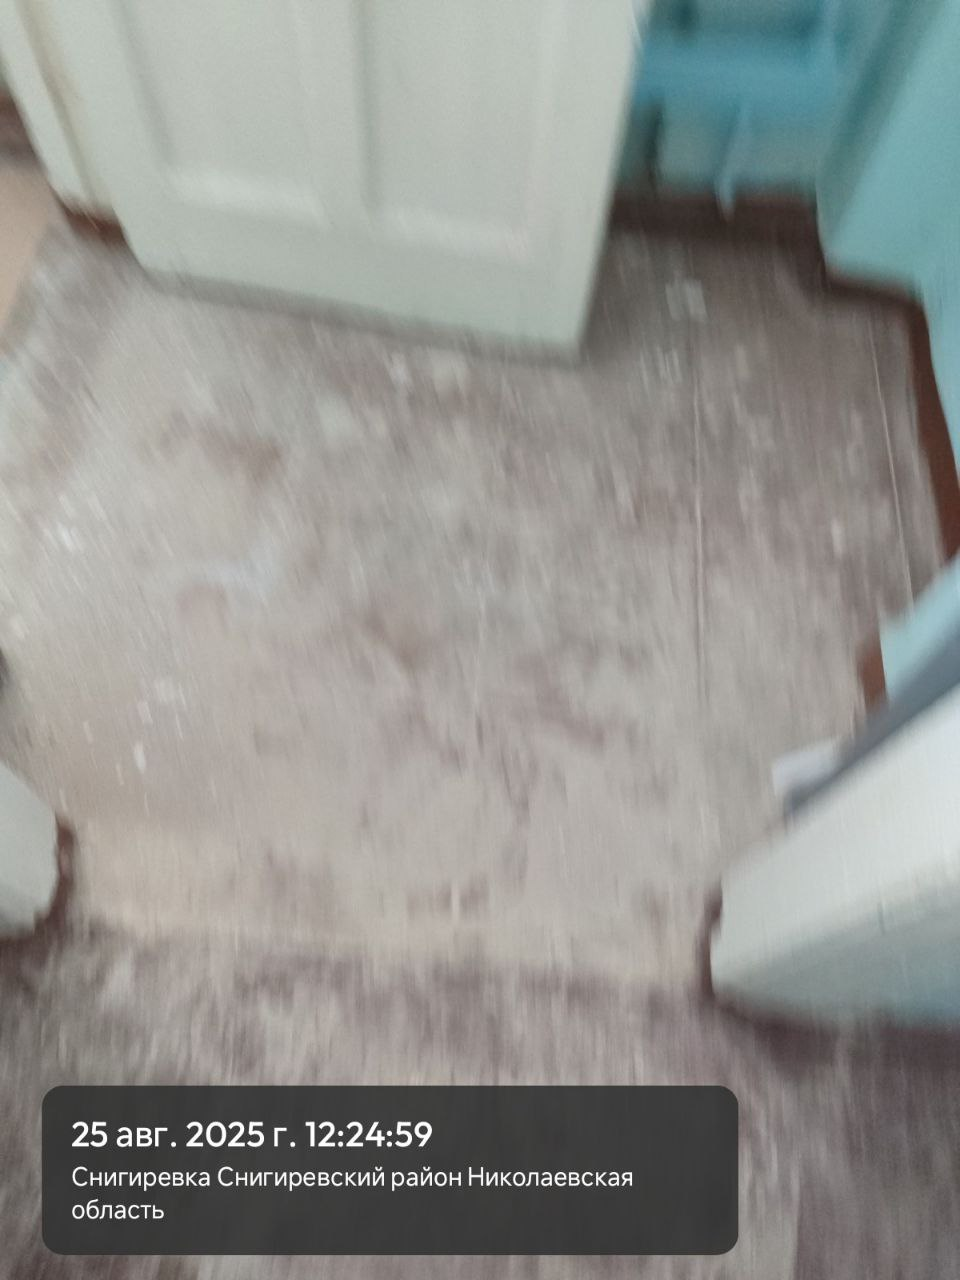 25 авг. 2025 г. 12:24:59
Снигиревка Снигиревский район Николаевская
область